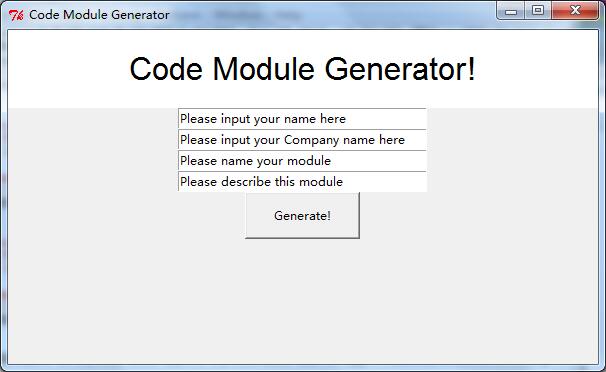 Code Module Generator
Code Module Generator!
Please input your name here
Please input your Company name here
Please name your module
Please describe this module
Generate!